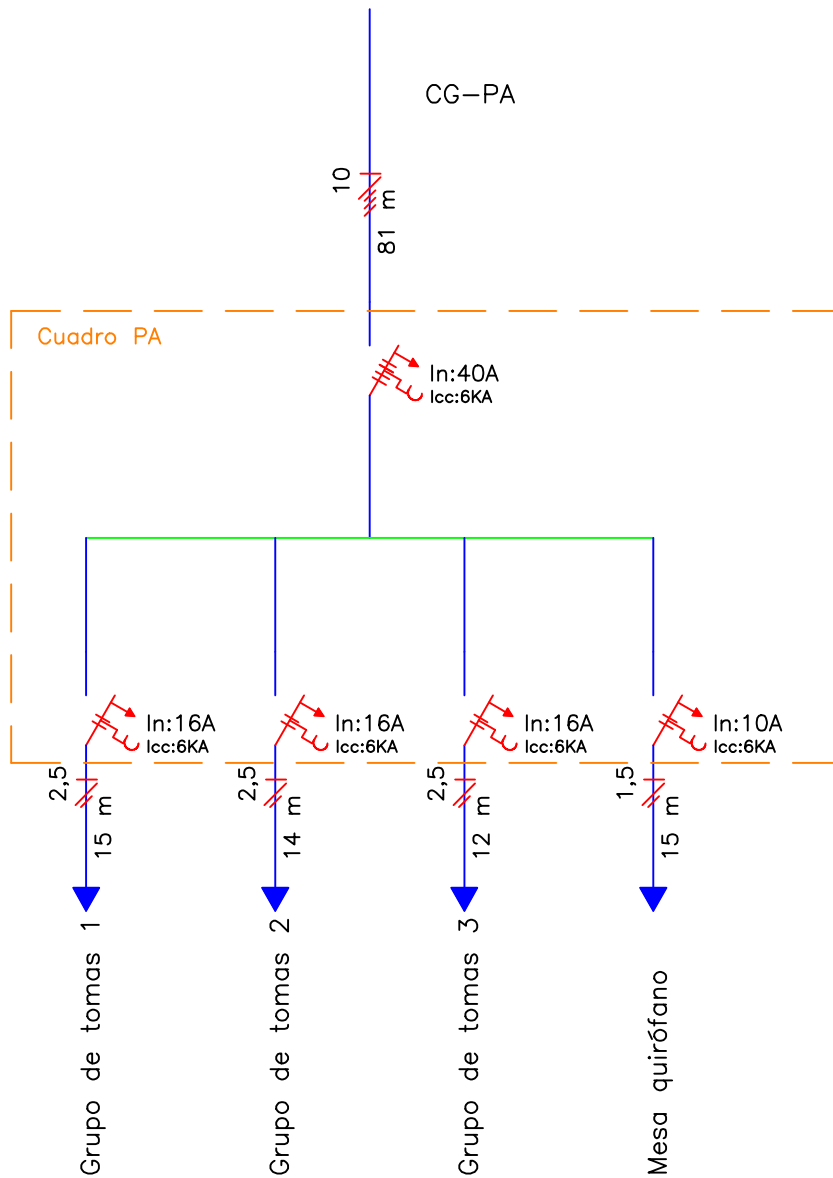 CG-PA
10
81 m
Cuadro PA
In:40A
Icc:6KA
In:16A
Icc:6KA
In:16A
Icc:6KA
In:16A
Icc:6KA
In:10A
Icc:6KA
2,5
15 m
2,5
14 m
2,5
12 m
1,5
15 m
Grupo de tomas 1
Grupo de tomas 2
Grupo de tomas 3
Mesa quirófano